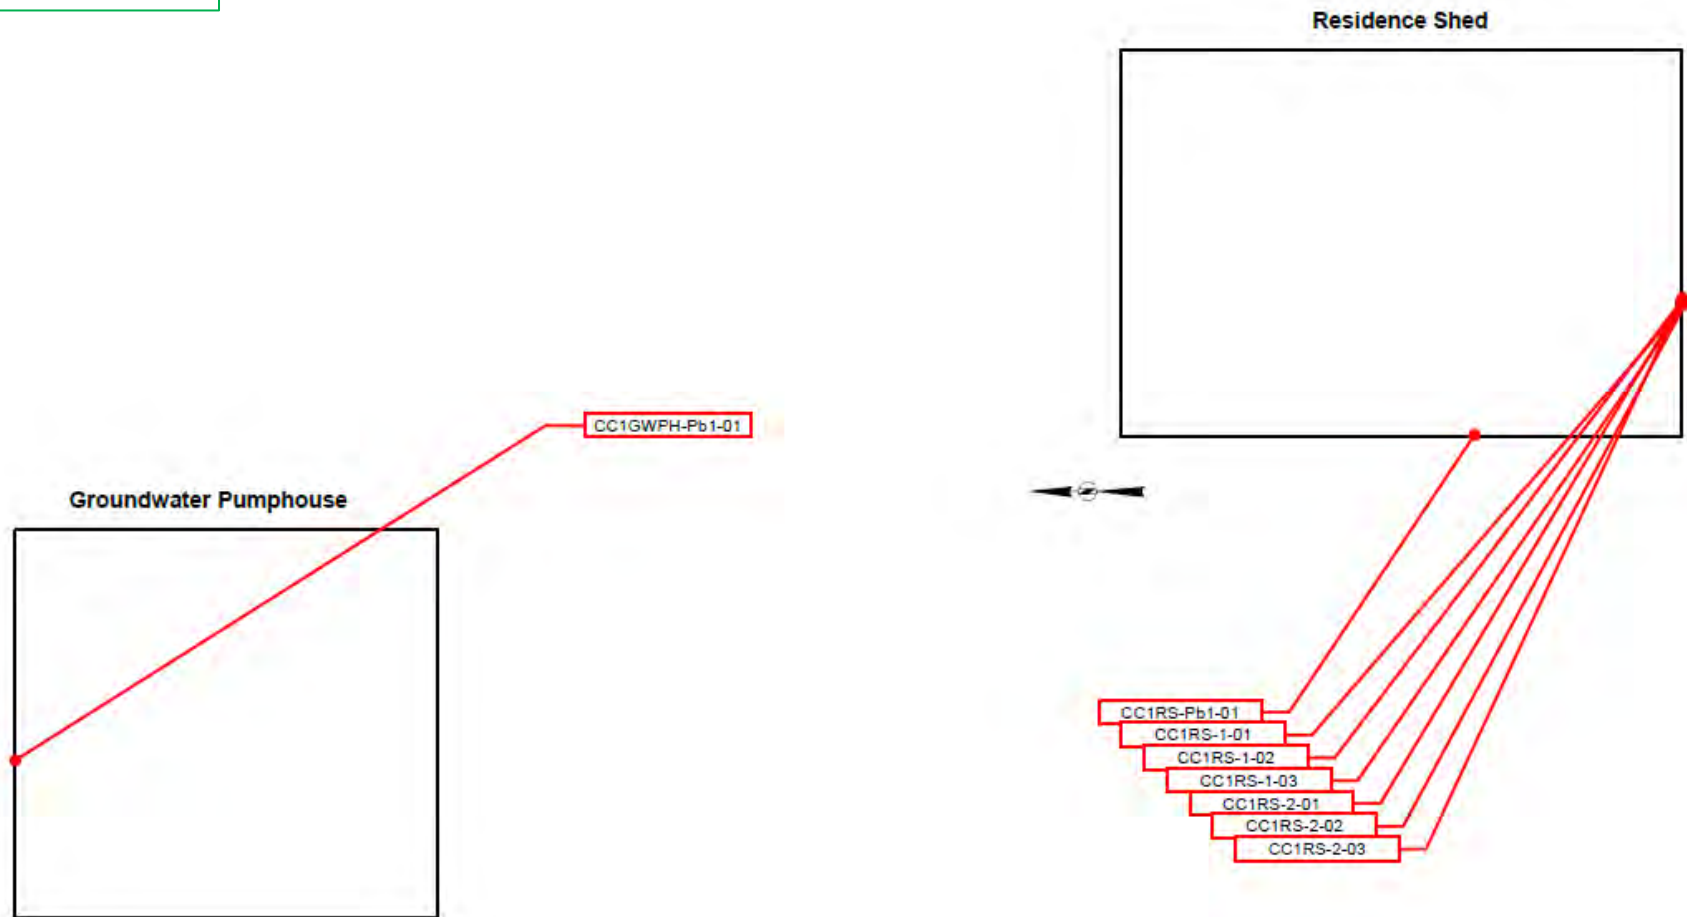 Residence Shed
CC1GWPH-Pb1-01
Groundwater Pumphouse
CC1RS-Pb1-01
CC1RS-1-01
CC1RS-1-02
CC1RS-1-03
CC1RS-2-01
CC1RS-2-02
CC1RS-2-03